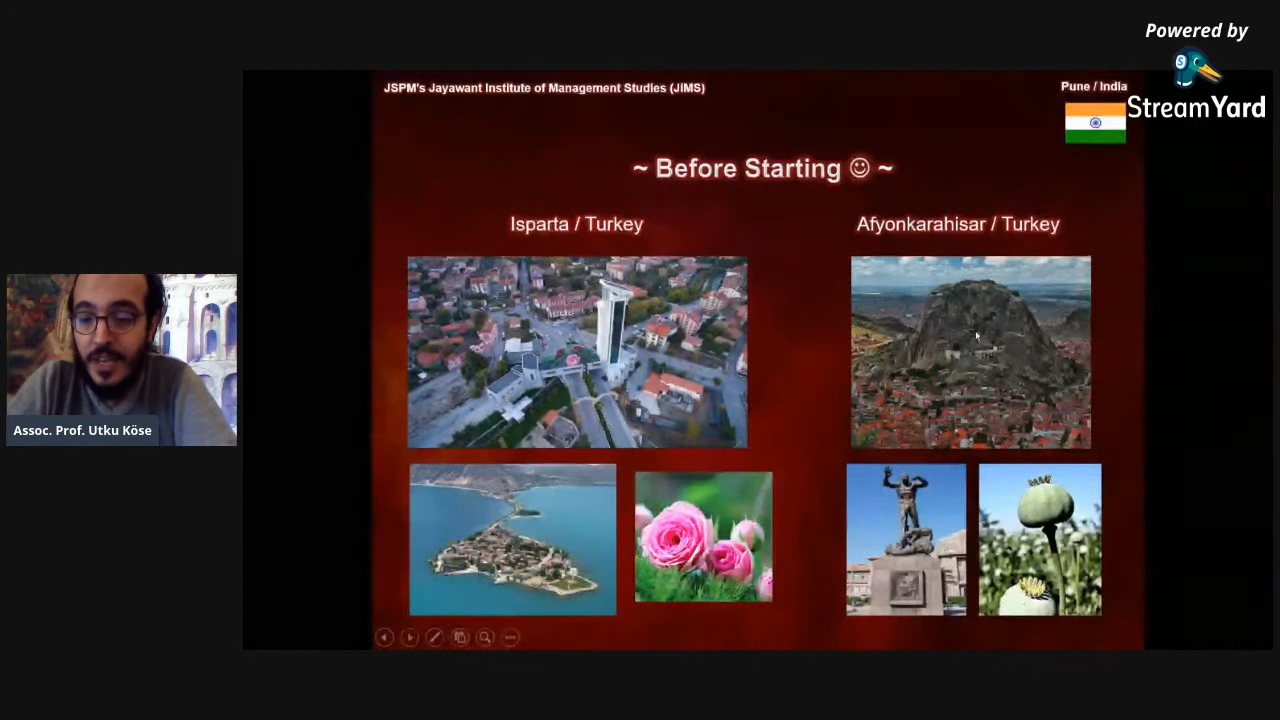 Powered by
StreamYard
JSPM's Jayawant Institute of Management Studies (JIMS)
Pune / India
~ Before Starting ☺ ~
Isparta / Turkey
Afyonkarahisar / Turkey
Assoc. Prof. Utku Köse